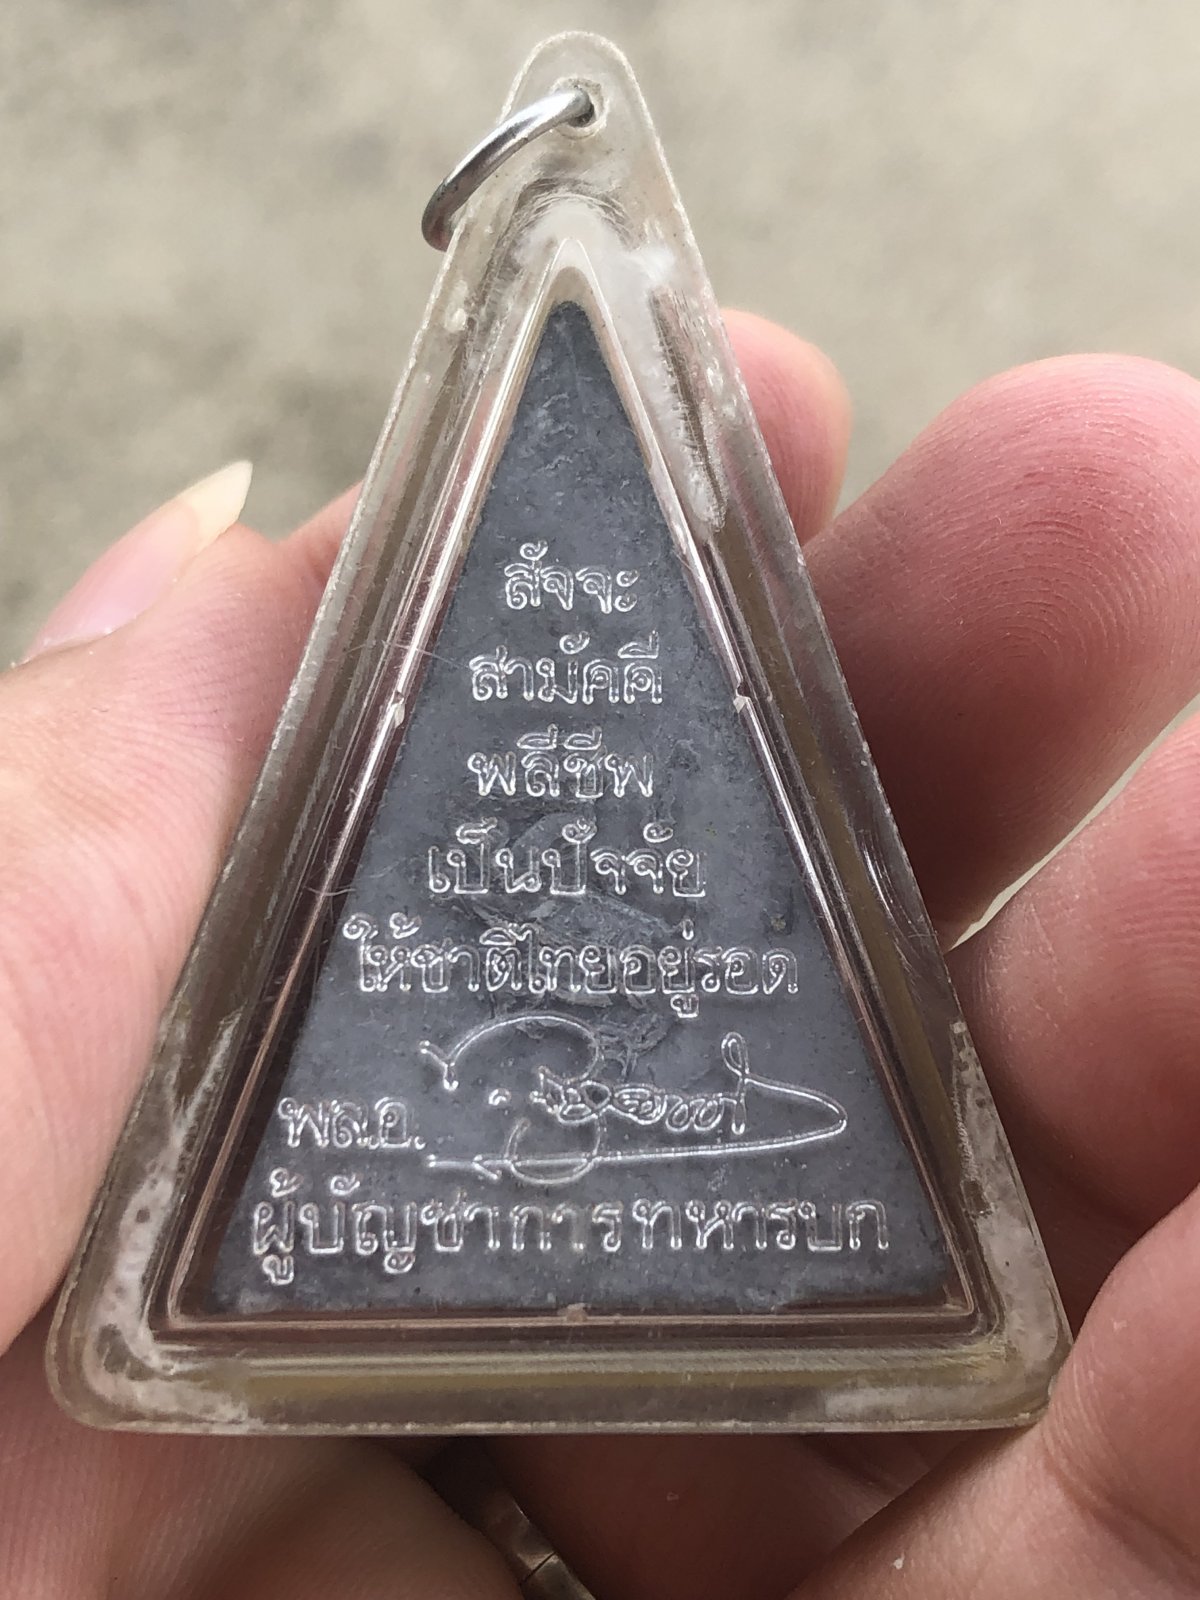 สัจจะ
สามัคคี
พลีชีพ
เป็นปัจจัย
ให้ชาติไทยอยู่รอด
พล.อ.
ผู้บัญชาการทหารบก